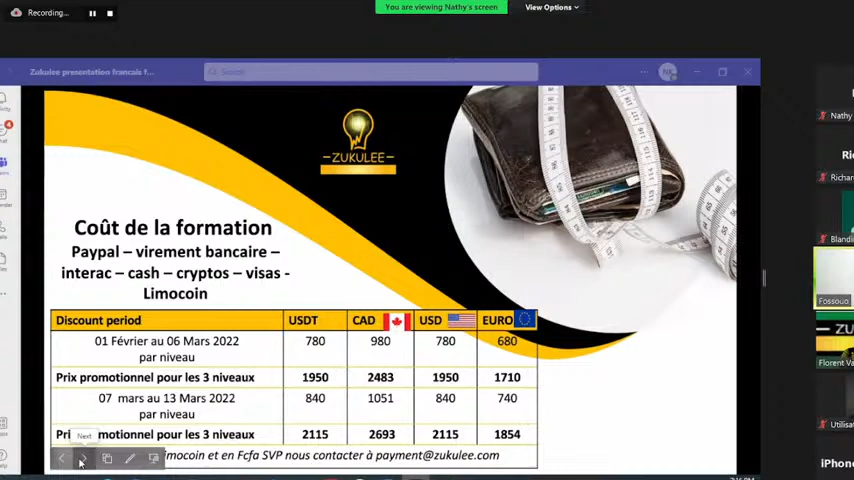 Recording...
You are viewing Nathy's screen
View Options
Zukulee presentation francais f...
Search
NK
ZUKULEE
Coût de la formation
Paypal – virement bancaire –
interac – cash – cryptos – visas -
Limocoin
Discount period USDT CAD USD EURO
01 Février au 06 Mars 2022 780 980 780 680
par niveau
Prix promotionnel pour les 3 niveaux 1950 2483 1950 1710
07 mars au 13 Mars 2022 840 1051 840 740
par niveau
Next
motionnel pour les 3 niveaux 2115 2693 2115 1854
imocoin et en Fcfa SVP nous contacter à payment@zukulee.com
Nathy
Richard
Blandi
Fossouo
Florent Va
Utilisat
iPhone